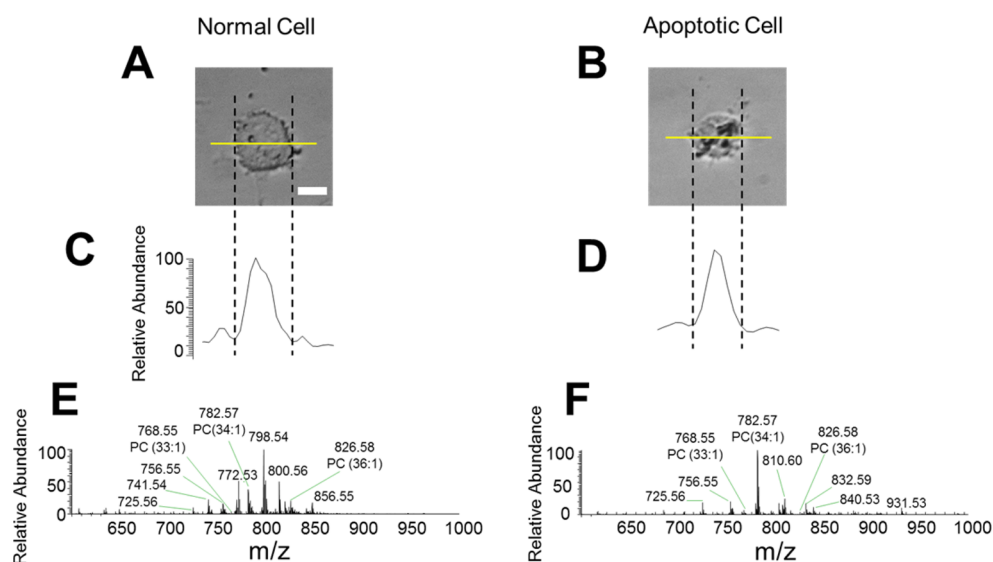 Normal Cell
Apoptotic Cell
A
B
C
Relative Abundance
100
50
0
D
E
Relative Abundance
100
50
0
782.57
PC(34:1)
768.55
PC (33:1)
798.54
826.58
PC (36:1)
756.55
772.53
800.56
741.54
725.56
856.55
650
700
750
800
850
900
950
1000
m/z
F
Relative Abundance
100
50
0
782.57
PC(34:1)
768.55
PC (33:1)
826.58
PC (36:1)
810.60
756.55
832.59
725.56
840.53
931.53
650
700
750
800
850
900
950
1000
m/z